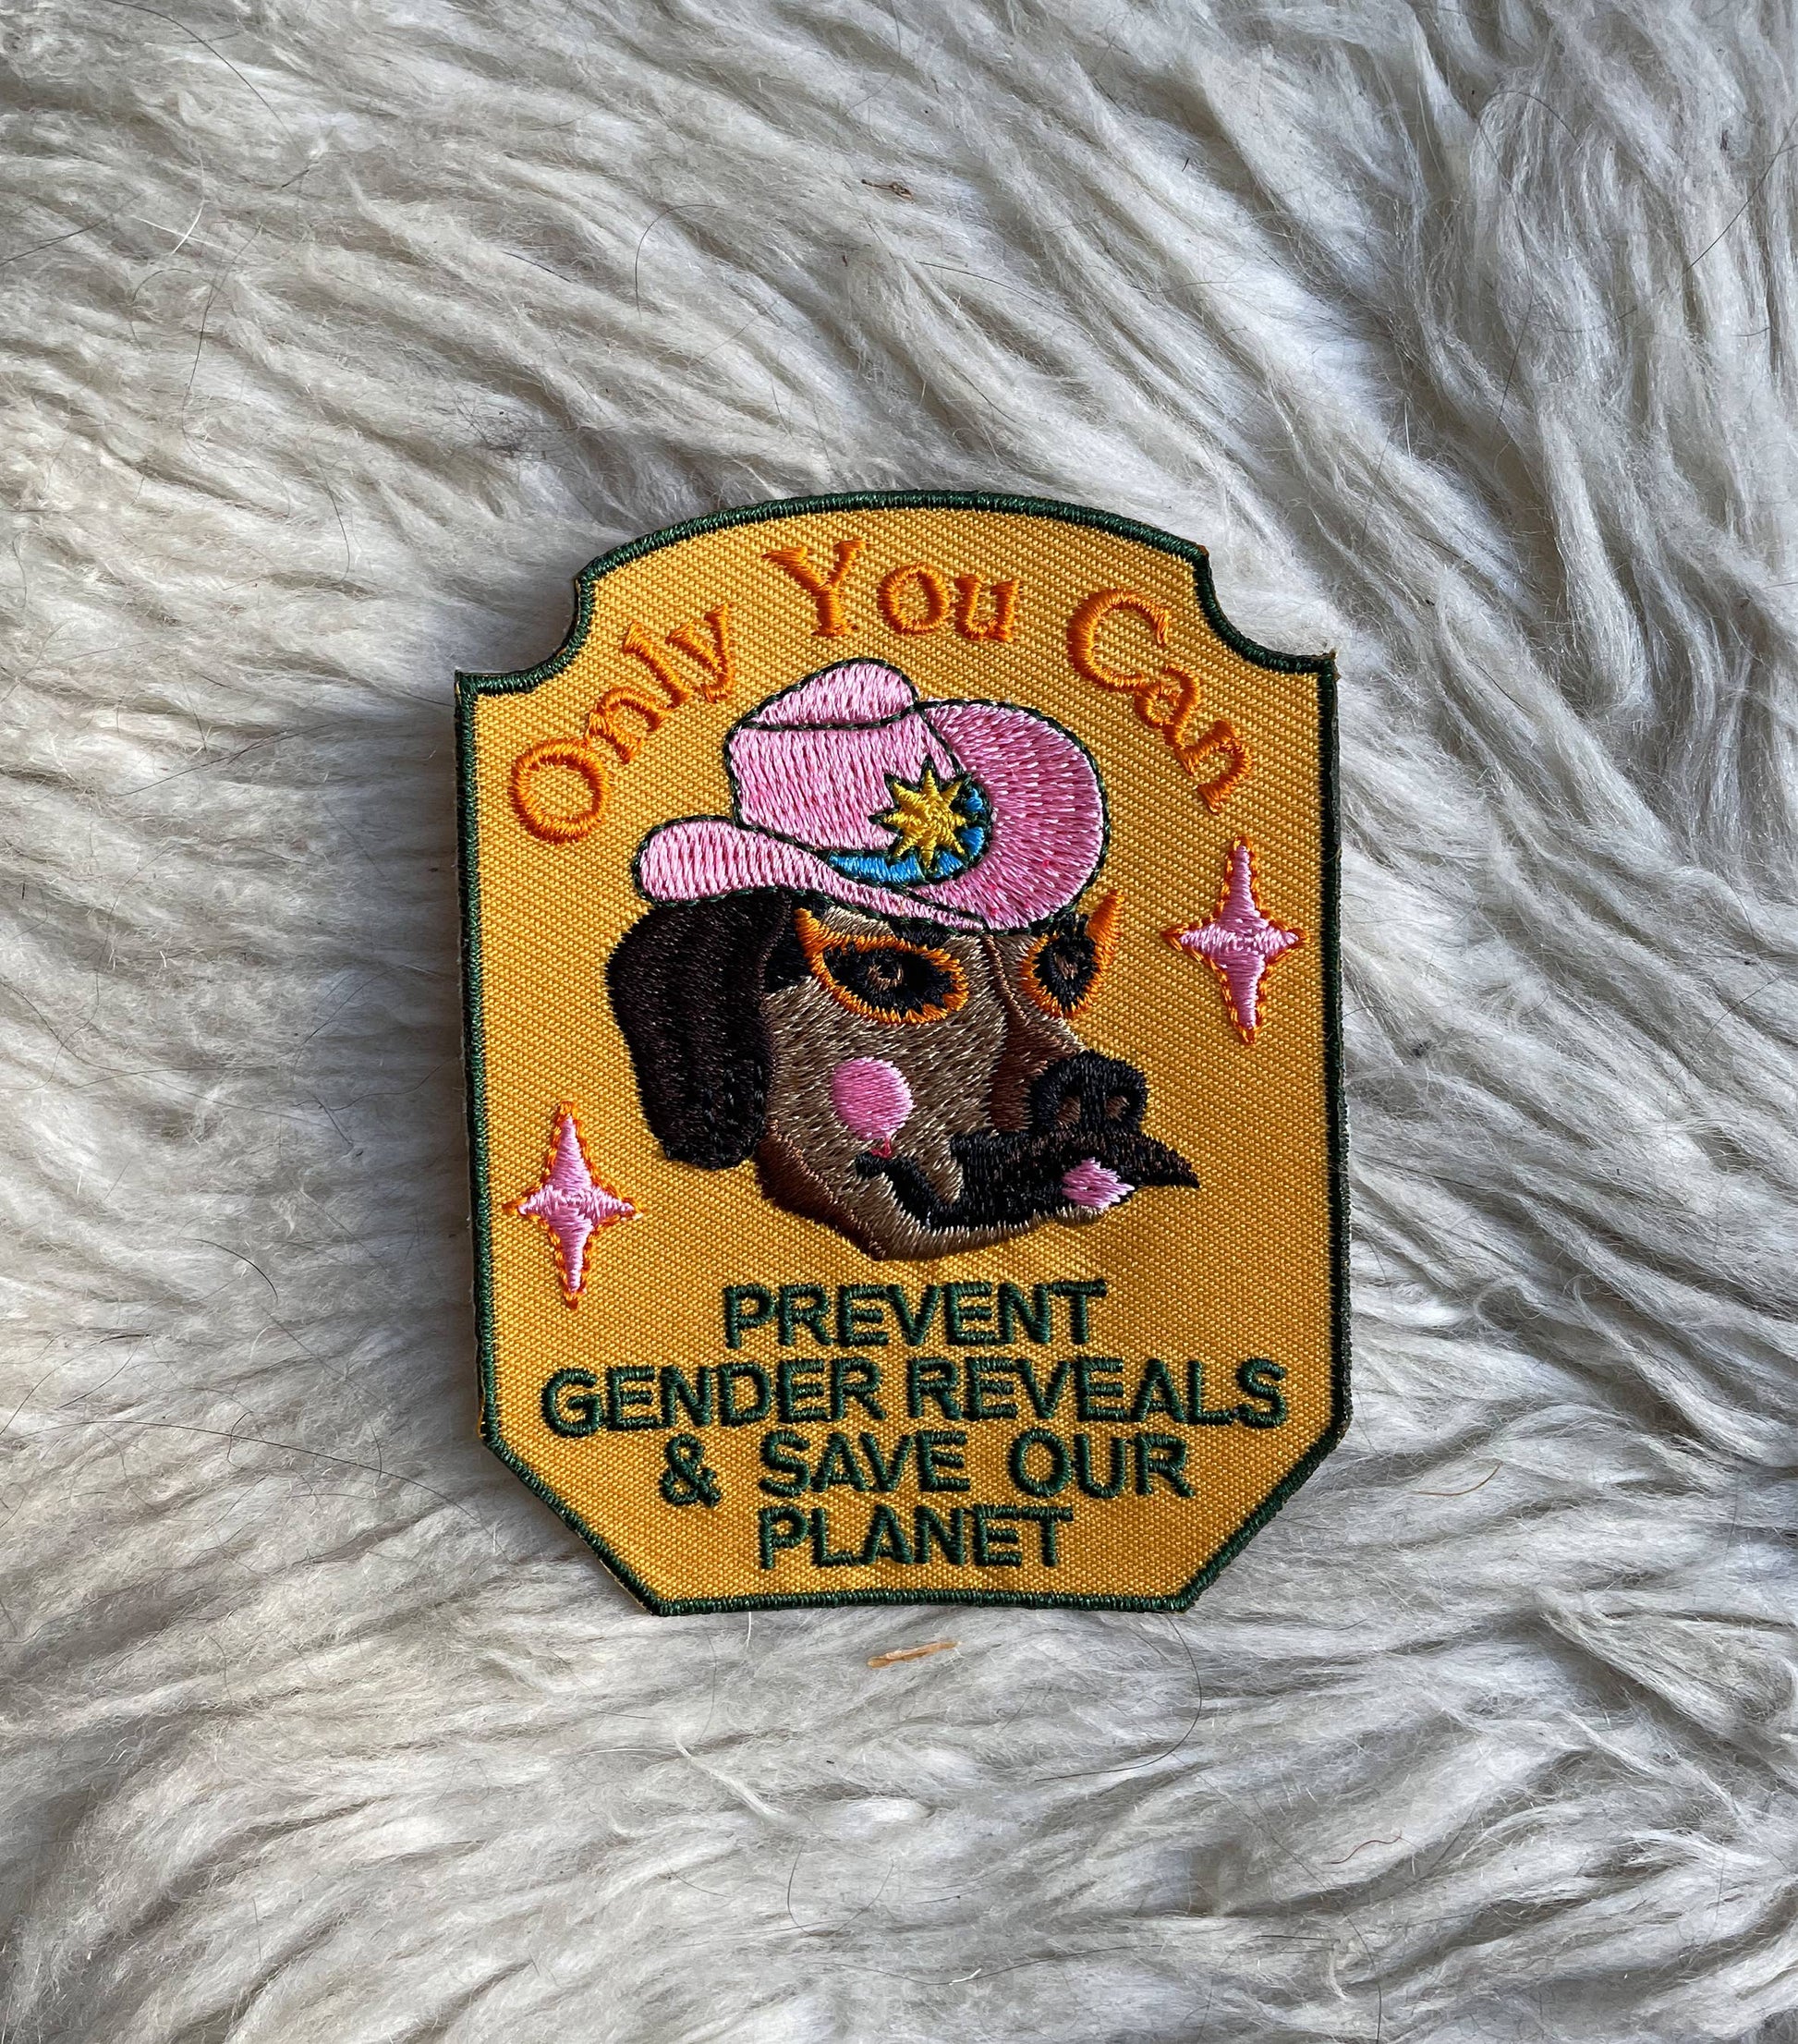 Only You Can
PREVENT
GENDER REVEALS
& SAVE OUR
PLANET